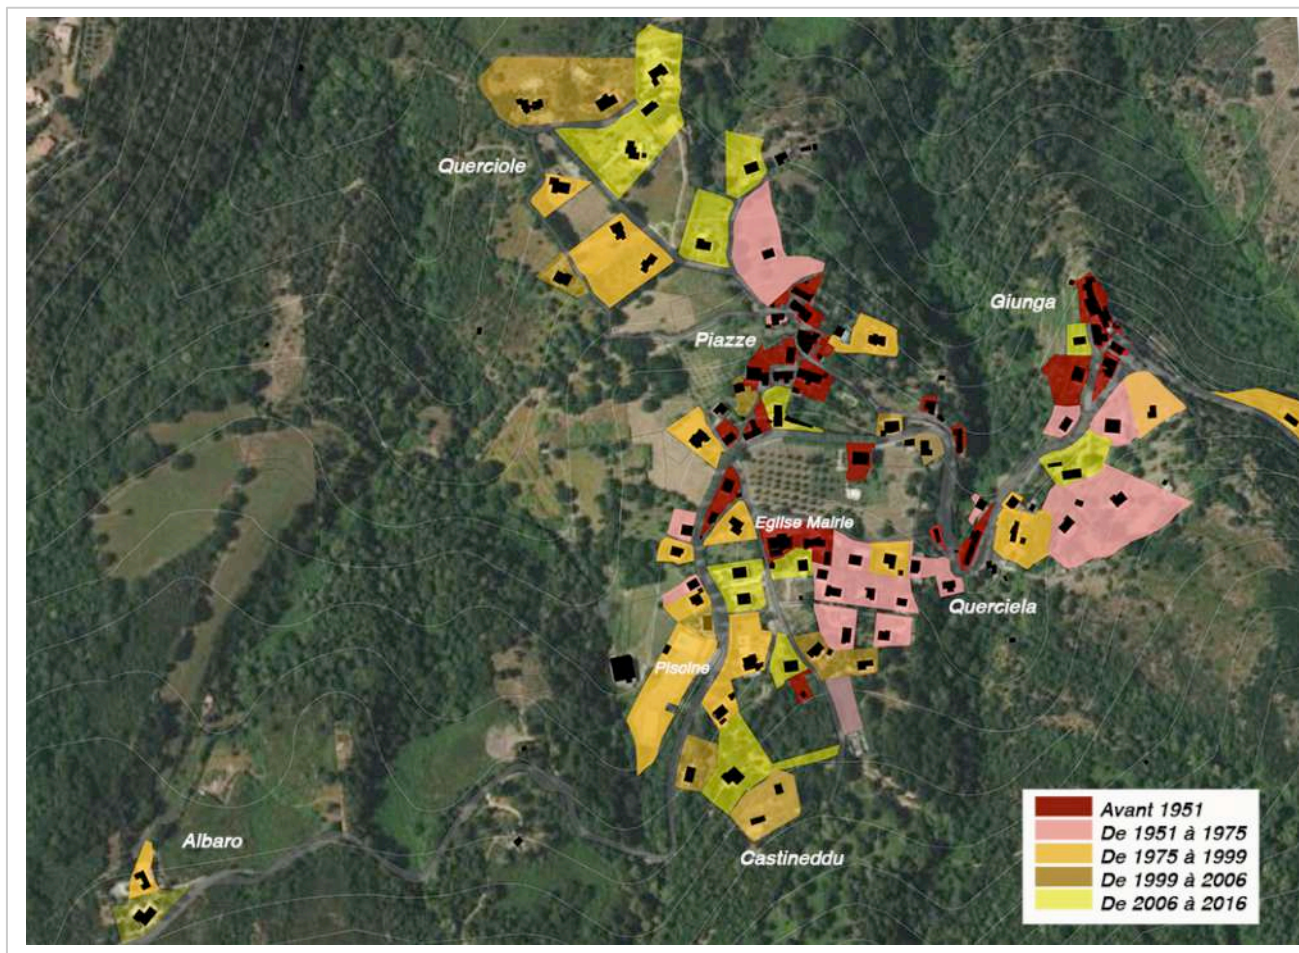 Querciole
Giunga
Piazze
Eglise Mairie
Querciela
Pisoine
Castineddu
Albaro
Avant 1951
De 1951 à 1975
De 1975 à 1999
De 1999 à 2006
De 2006 à 2016